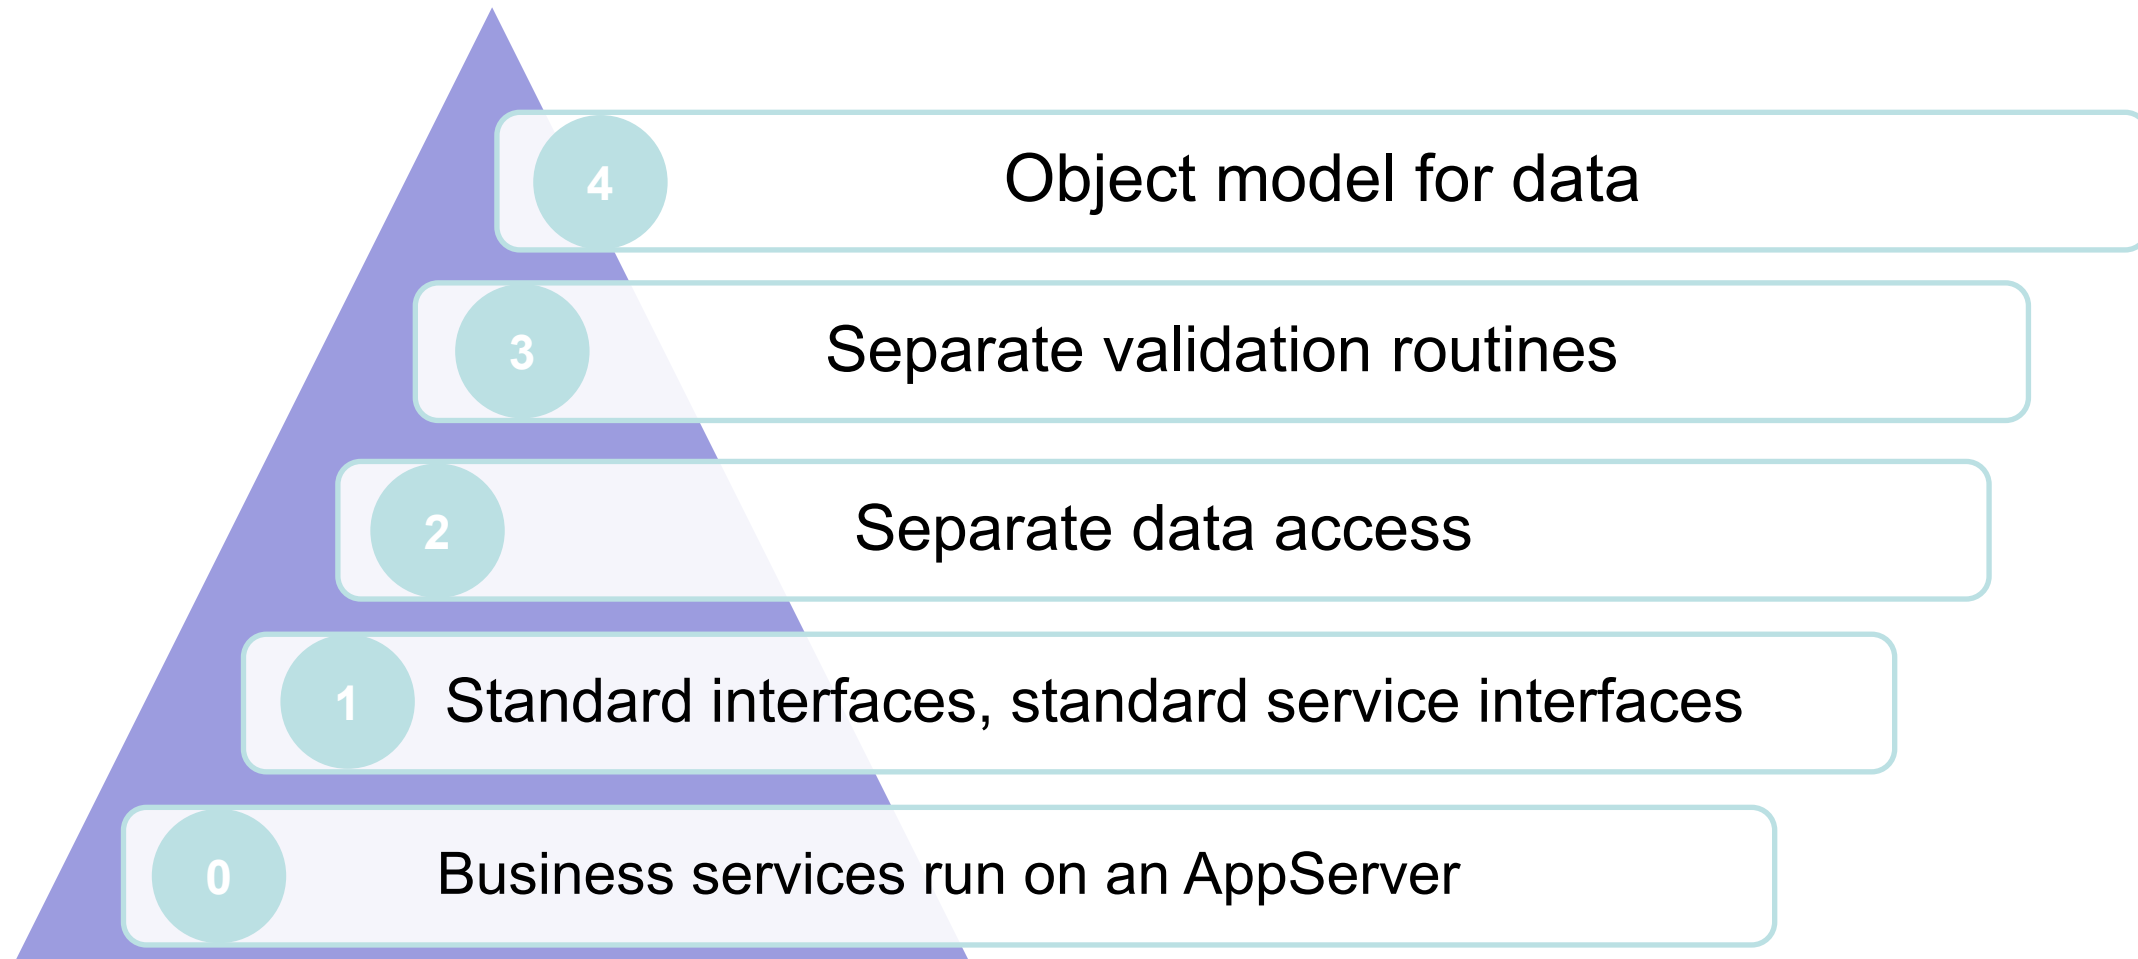 4 Object model for data
3 Separate validation routines
2 Separate data access
1 Standard interfaces, standard service interfaces
0 Business services run on an AppServer